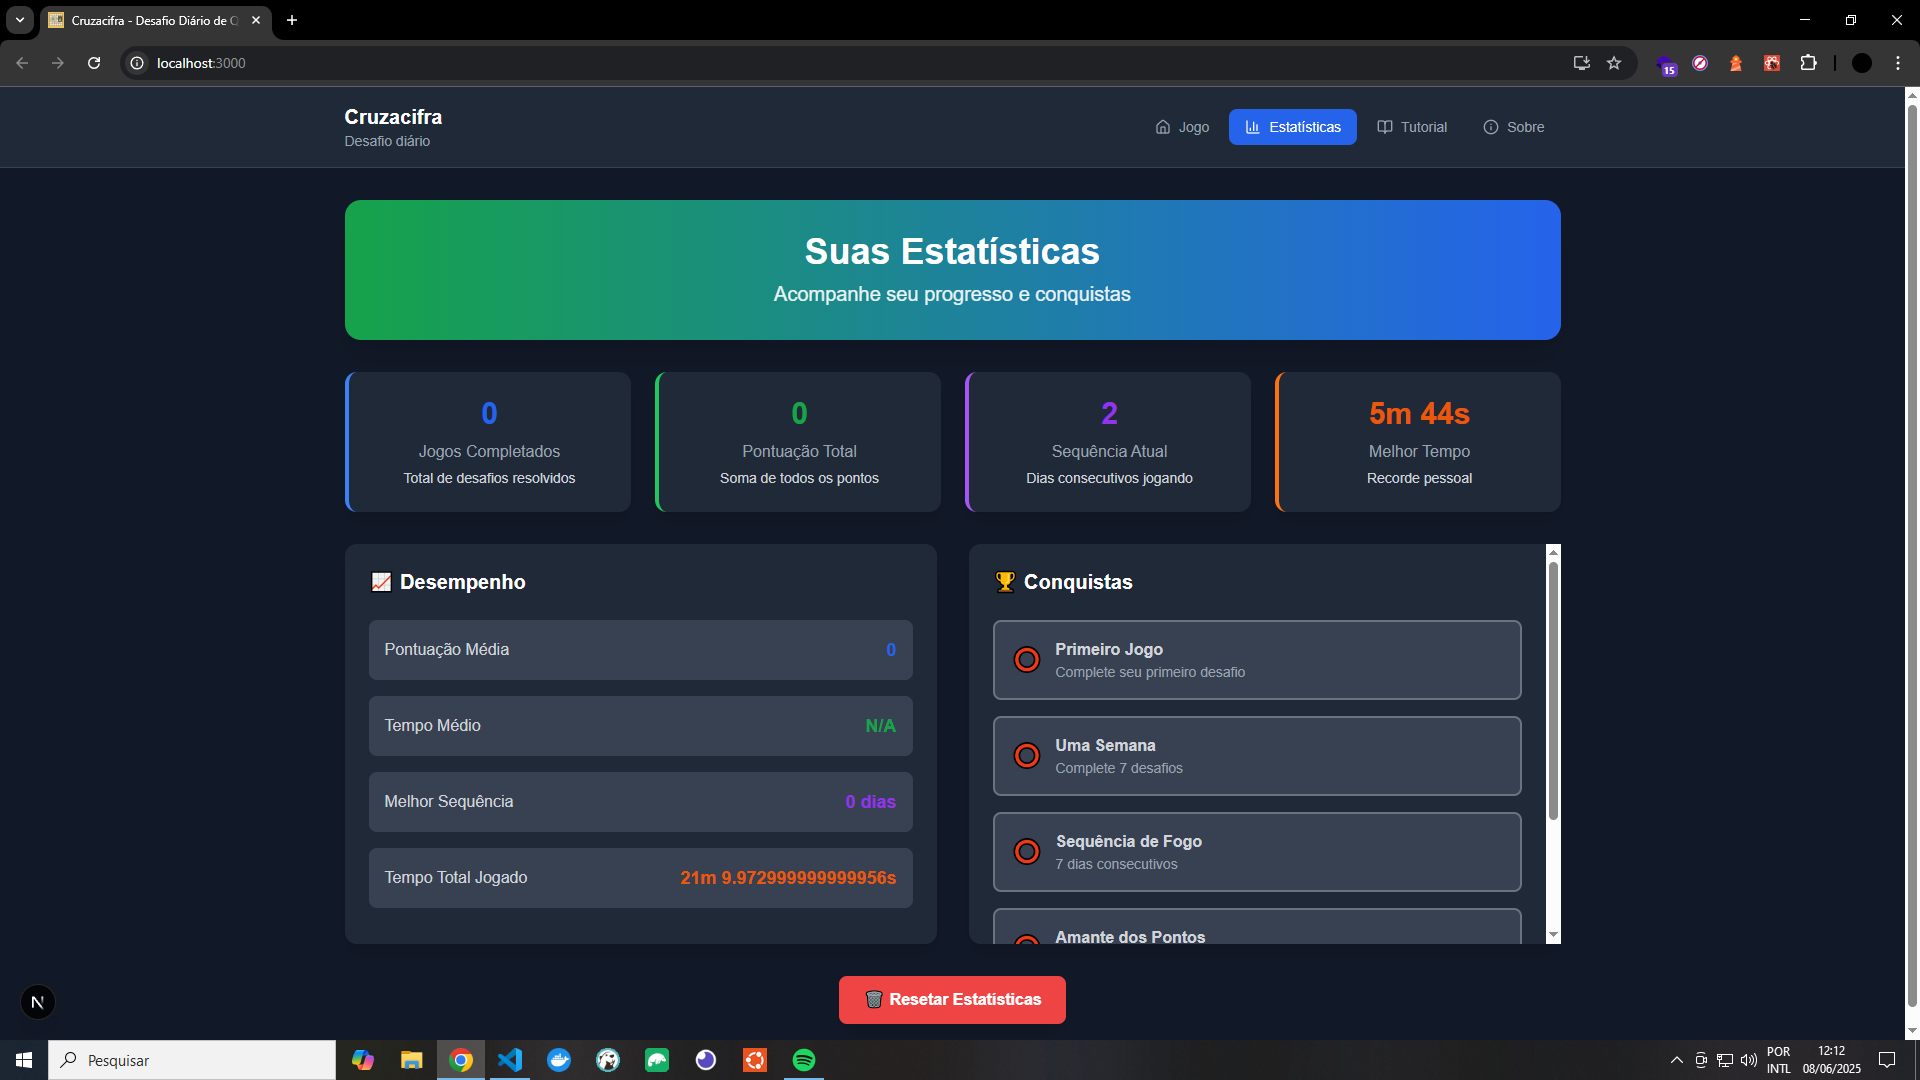 Cruzacifra - Desafio Diário de C
localhost:3000
15
Cruzacifra
Desafio diário
Jogo
Estatísticas
Tutorial
Sobre
Suas Estatísticas
Acompanhe seu progresso e conquistas
0
Jogos Completados
Total de desafios resolvidos
0
Pontuação Total
Soma de todos os pontos
2
Sequência Atual
Dias consecutivos jogando
5m 44s
Melhor Tempo
Recorde pessoal
Desempenho
Pontuação Média
0
Tempo Médio
N/A
Melhor Sequência
0 dias
Tempo Total Jogado
21m 9.972999999999956s
Conquistas
Primeiro Jogo
Complete seu primeiro desafio
Uma Semana
Complete 7 desafios
Sequência de Fogo
7 dias consecutivos
Amante dos Pontos
Resetar Estatísticas
N
Pesquisar
POR
INTL
12:12
08/06/2025